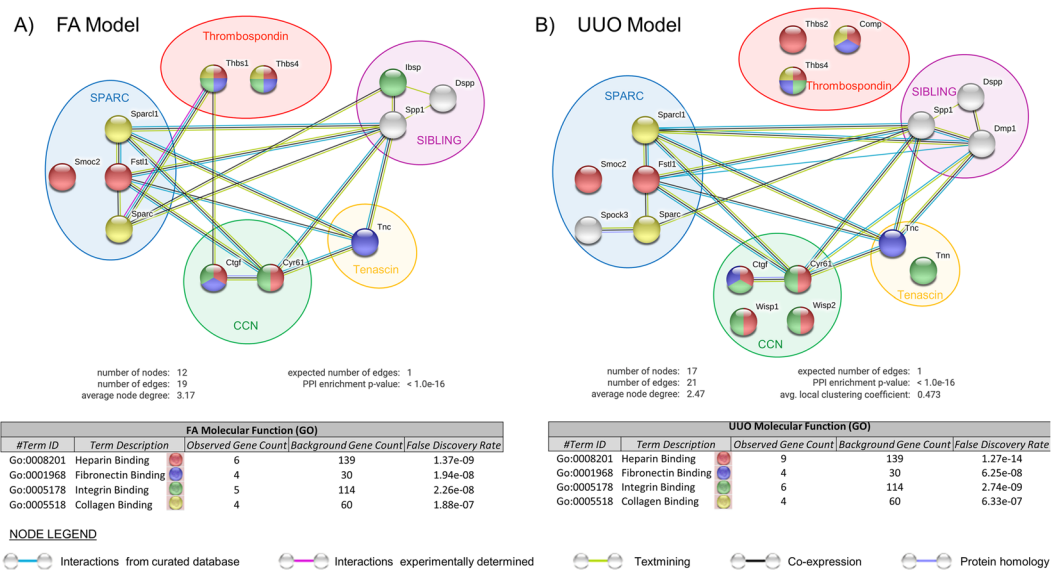 A) FA Model
Thrombospondin
Thbs1
Thbs4
Ibsp
Dspp
Spp1
SIBLING
SPARC
Sparcl1
Smoc2
Fstl1
Sparc
Tnc
Tenascin
Ctgf
Cyr61
CCN
number of nodes: 12
number of edges: 19
average node degree: 3.17
expected number of edges: 1
PPI enrichment p-value: < 1.0e-16
B) UUO Model
Thbs2
Comp
Thbs4
Thrombospondin
SIBLING
Dspp
Spp1
Dmp1
SPARC
Sparcl1
Smoc2
Fstl1
Spock3
Sparc
Tnc
Tnn
Tenascin
Ctgf
Cyr61
Wisp1
Wisp2
CCN
number of nodes: 17
number of edges: 21
average node degree: 2.47
expected number of edges: 1
PPI enrichment p-value: < 1.0e-16
avg. local clustering coefficient: 0.473
FA Molecular Function (GO)
#Term ID Term Description Observed Gene Count Background Gene Count False Discovery Rate
Go:0008201 Heparin Binding 6 139 1.37e-09
Go:0001968 Fibronectin Binding 4 30 1.94e-08
Go:0005178 Integrin Binding 5 114 2.26e-08
Go:0005518 Collagen Binding 4 60 1.88e-07
UUO Molecular Function (GO)
#Term ID Term Description Observed Gene Count Background Gene Count False Discovery Rate
Go:0008201 Heparin Binding 9 139 1.27e-14
Go:0001968 Fibronectin Binding 4 30 6.25e-08
Go:0005178 Integrin Binding 6 114 2.74e-09
Go:0005518 Collagen Binding 4 60 6.33e-07
NODE LEGEND
Interactions from curated database
Interactions experimentally determined
Textmining
Co-expression
Protein homology